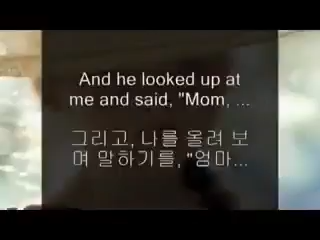 And he looked up at
me and said, "Mom, ...
그리고, 나를 올려 보
며 말하기를, "엄마...